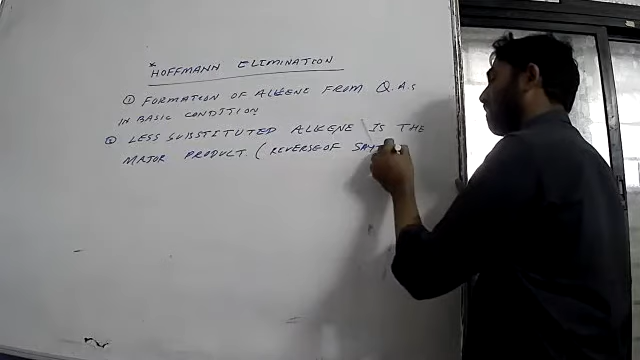 * HOFFMANN ELIMINATION
① FORMATION OF ALKENE FROM Q.A.S
IN BASIC CONDITION
② LESS SUBSTITUTED ALKENE IS THE
MAJOR PRODUCT. (REVERSE OF SAYT